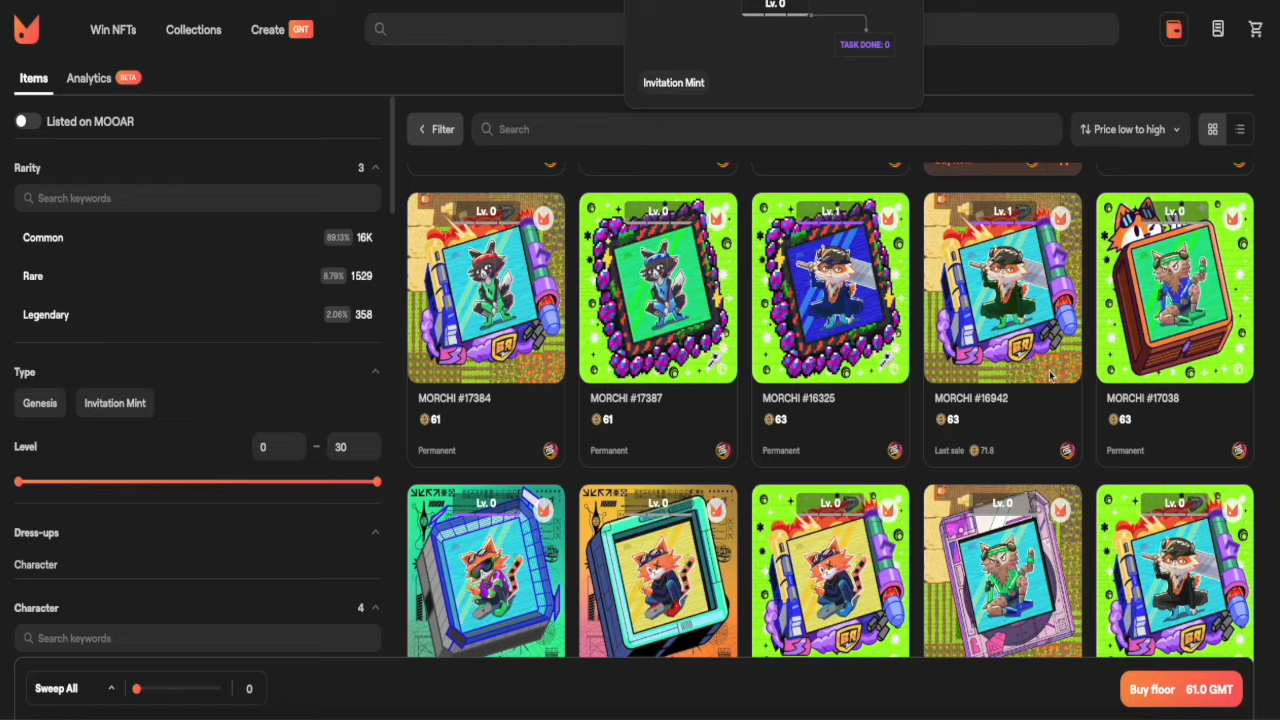 Win NFTs
Collections
Create GNT
Lv. 0
TASK DONE: 0
Invitation Mint
Items
Analytics BETA
Listed on MOOAR
Filter
Search
Price low to high
Rarity 3
Search keywords
Common 89.13% 16K
Rare 8.79% 1529
Legendary 2.06% 358
Type
Genesis
Invitation Mint
Level 0 – 30
Dress-ups
Character
Character 4
Search keywords
Lv. 0
Lv. 0
Lv. 1
Lv. 1
Lv. 0
MORCHI #17384
MORCHI #17387
MORCHI #16325
MORCHI #16942
MORCHI #17038
61
61
63
63
63
Permanent
Permanent
Permanent
Last sale 71.8
Permanent
Lv. 0
Lv. 0
Lv. 0
Lv. 0
Lv. 0
Sweep All
0
Buy floor 61.0 GMT